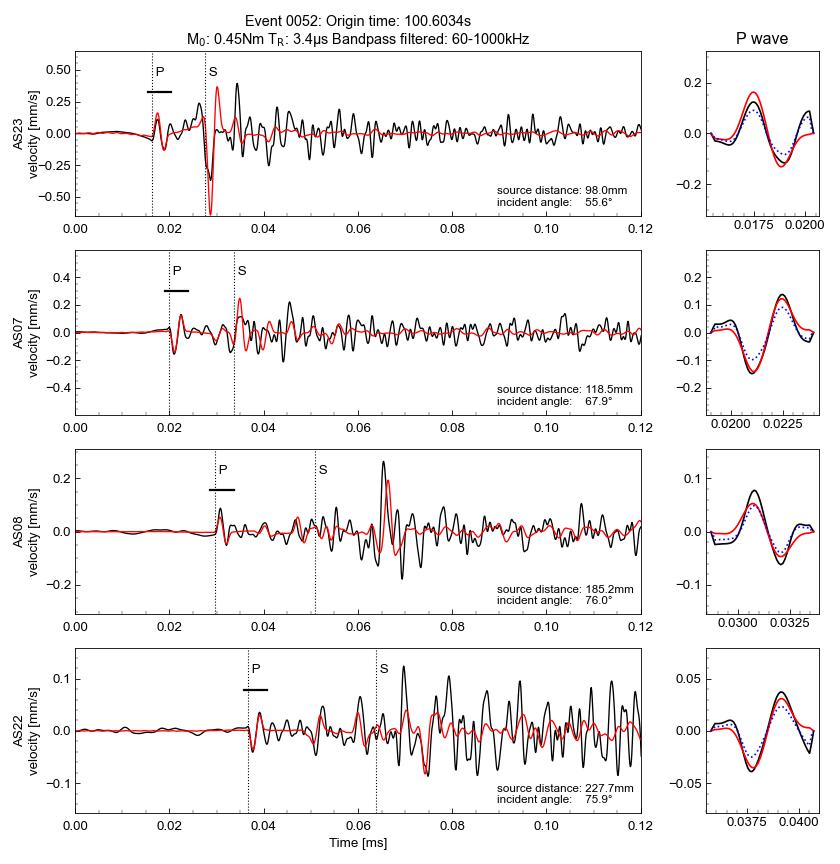 Event 0052: Origin time: 100.6034s
M₀: 0.45Nm T_R: 3.4μs Bandpass filtered: 60-1000kHz
P wave
AS23
velocity [mm/s]
0.50
0.25
0.00
−0.25
−0.50
P
S
source distance: 98.0mm
incident angle: 55.6°
0.00 0.02 0.04 0.06 0.08 0.10 0.12
0.2
0.0
−0.2
0.0175 0.0200
AS07
velocity [mm/s]
0.4
0.2
0.0
−0.2
−0.4
P
S
source distance: 118.5mm
incident angle: 67.9°
0.00 0.02 0.04 0.06 0.08 0.10 0.12
0.2
0.1
0.0
−0.1
−0.2
0.0200 0.0225
AS08
velocity [mm/s]
0.2
0.0
−0.2
P
S
source distance: 185.2mm
incident angle: 76.0°
0.00 0.02 0.04 0.06 0.08 0.10 0.12
0.1
0.0
−0.1
0.0300 0.0325
AS22
velocity [mm/s]
0.1
0.0
−0.1
P
S
source distance: 227.7mm
incident angle: 75.9°
0.00 0.02 0.04 0.06 0.08 0.10 0.12
Time [ms]
0.05
0.00
−0.05
0.0375 0.0400